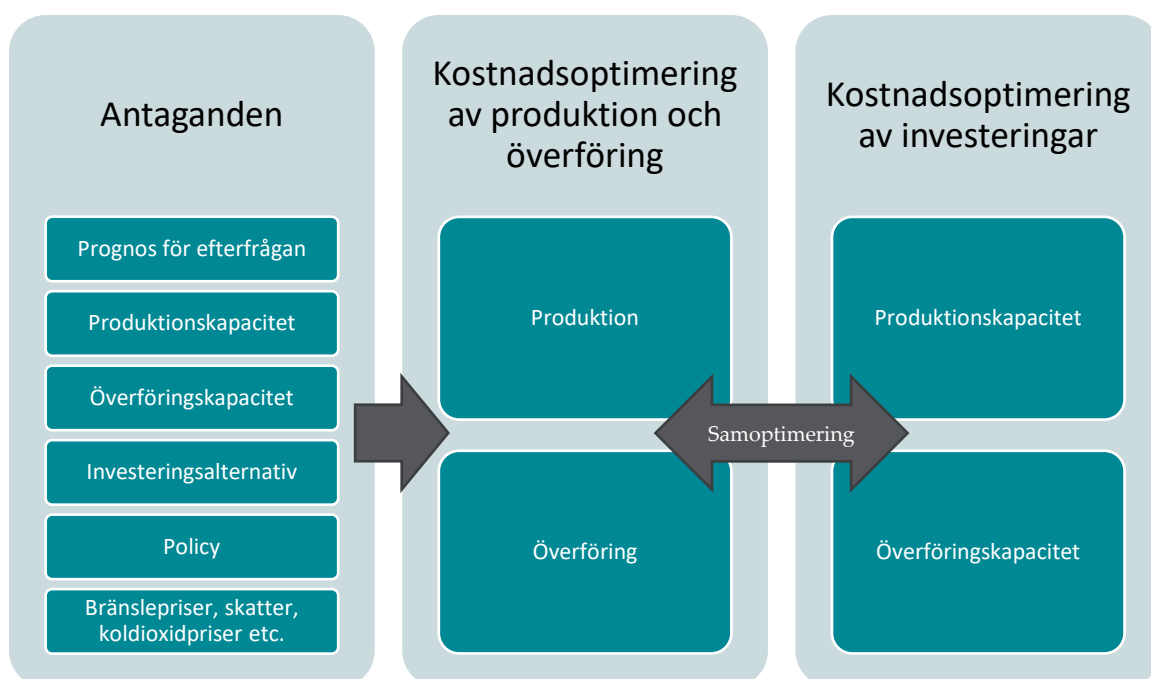 Antaganden
Prognos för efterfrågan
Produktionskapacitet
Överföringskapacitet
Investeringsalternativ
Policy
Bränslepriser, skatter,
koldioxidpriser etc.
Kostnadsoptimering
av produktion och
överföring
Produktion
Överföring
Samoptimering
Kostnadsoptimering
av investeringar
Produktionskapacitet
Överföringskapacitet